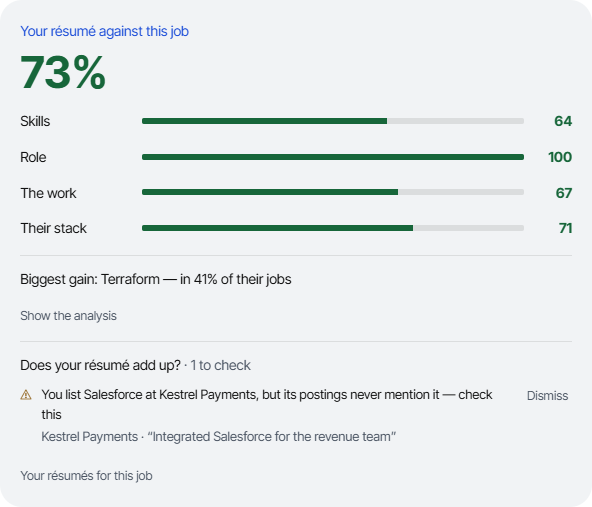 Your résumé against this job
73%
Skills 64
Role 100
The work 67
Their stack 71
Biggest gain: Terraform — in 41% of their jobs
Show the analysis
Does your résumé add up? · 1 to check
You list Salesforce at Kestrel Payments, but its postings never mention it — check Dismiss
this
Kestrel Payments · “Integrated Salesforce for the revenue team”
Your résumés for this job